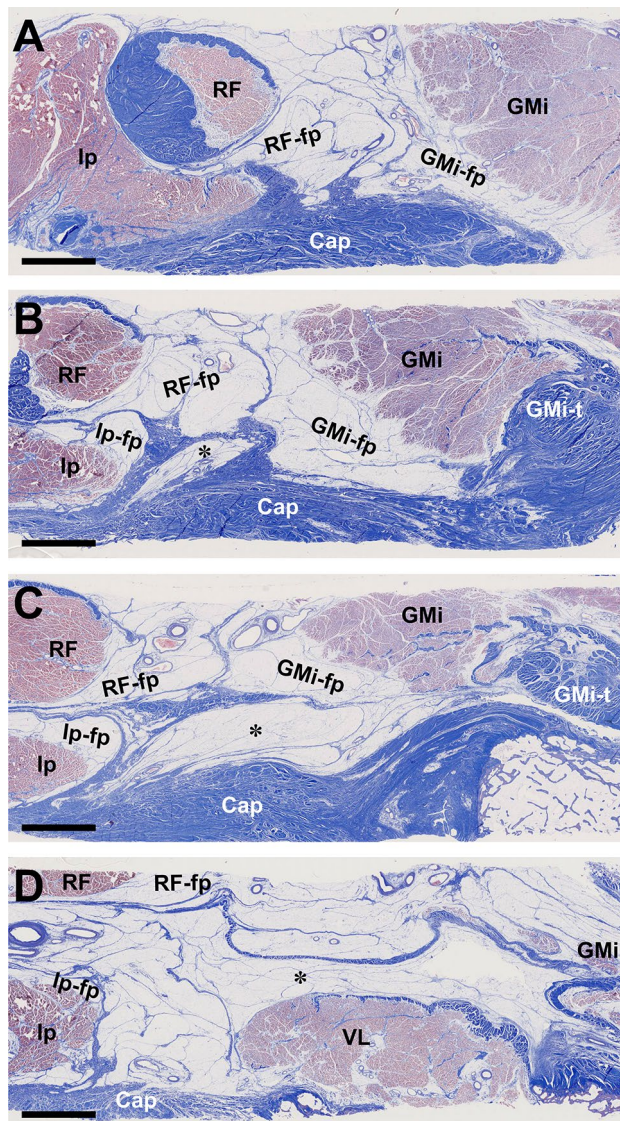 A
RF
GMi
RF-fp
Ip
GMi-fp
Cap
B
RF
GMi
RF-fp
GMi-t
Ip-fp
GMi-fp
Ip
*
Cap
C
RF
GMi
RF-fp
GMi-fp
GMi-t
Ip-fp
*
Ip
Cap
D
RF
RF-fp
GMi
Ip-fp
*
Ip
VL
Cap